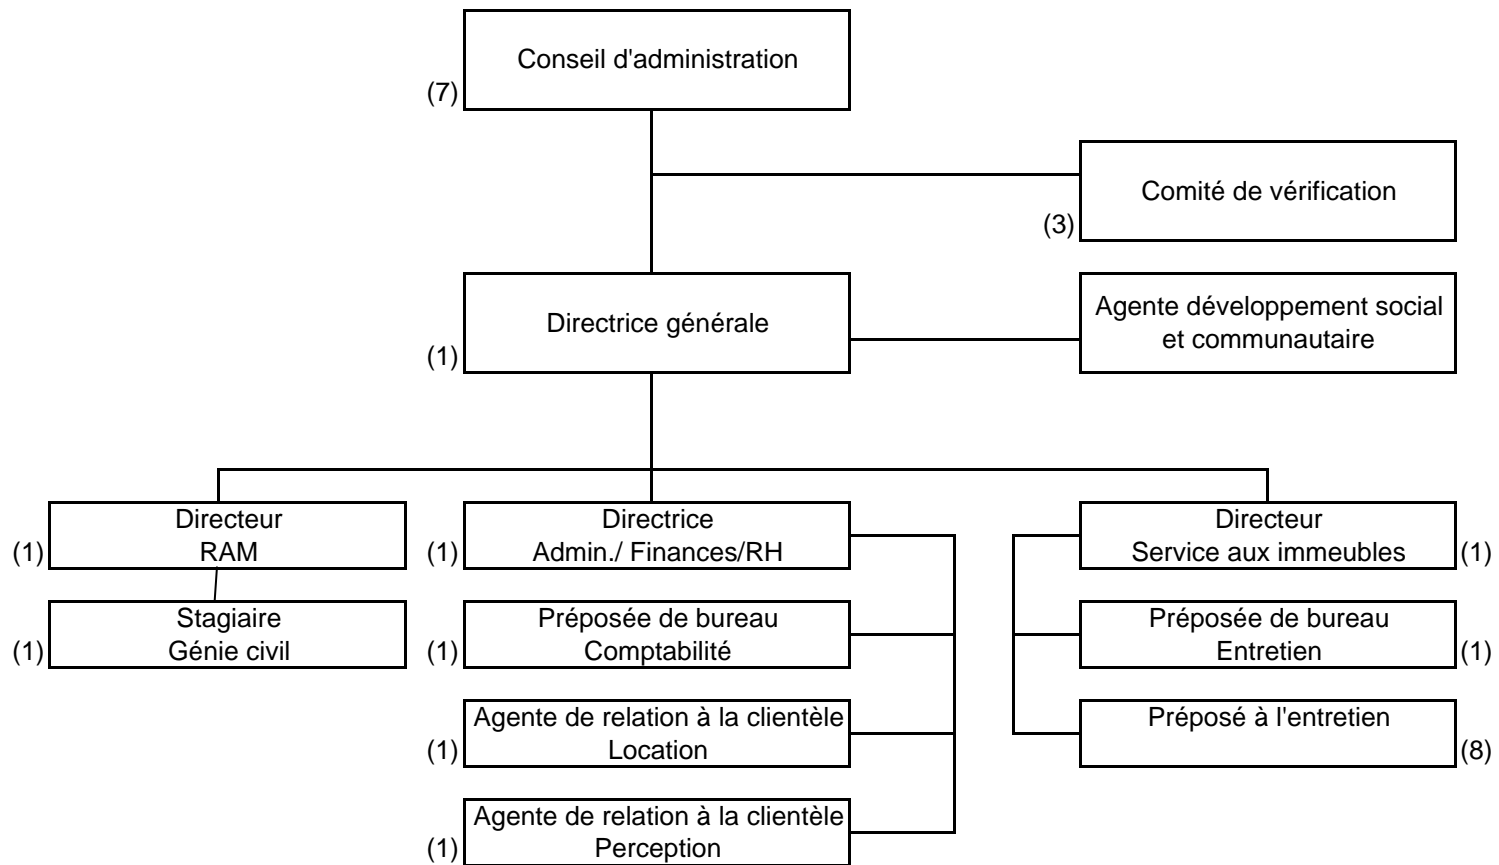 Conseil d'administration
(7)
Comité de vérification
(3)
Directrice générale
(1)
Agente développement social
et communautaire
Directeur
RAM
(1)
Stagiaire
Génie civil
(1)
Directrice
Admin./ Finances/RH
(1)
Préposée de bureau
Comptabilité
(1)
Agente de relation à la clientèle
Location
(1)
Agente de relation à la clientèle
Perception
(1)
Directeur
Service aux immeubles
(1)
Préposée de bureau
Entretien
(1)
Préposé à l'entretien
(8)